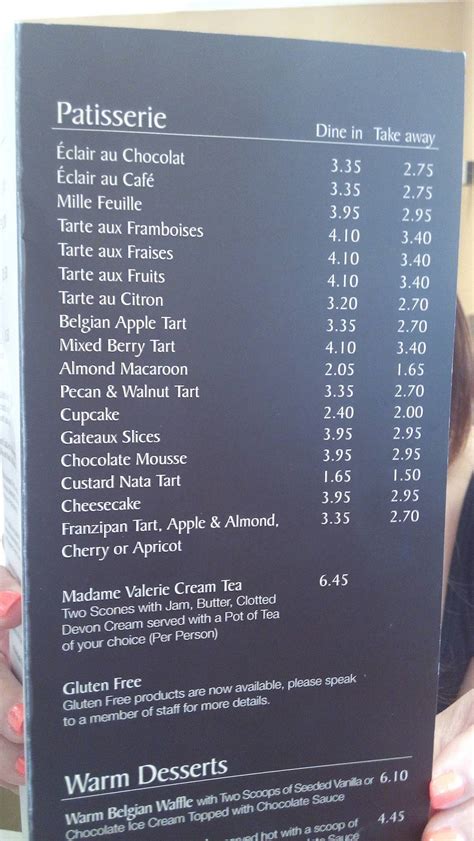 Patisserie Dine in Take away
Éclair au Chocolat 3.35 2.75
Éclair au Café 3.35 2.75
Mille Feuille 3.95 2.95
Tarte aux Framboises 4.10 3.40
Tarte aux Fraises 4.10 3.40
Tarte aux Fruits 4.10 3.40
Tarte au Citron 3.20 2.70
Belgian Apple Tart 3.35 2.70
Mixed Berry Tart 4.10 3.40
Almond Macaroon 2.05 1.65
Pecan & Walnut Tart 3.35 2.70
Cupcake 2.40 2.00
Gateaux Slices 3.95 2.95
Chocolate Mousse 3.95 2.95
Custard Nata Tart 1.65 1.50
Cheesecake 3.95 2.95
Franzipan Tart, Apple & Almond, 3.35 2.70
Cherry or Apricot
Madame Valerie Cream Tea 6.45
Two Scones with Jam, Butter, Clotted
Devon Cream served with a Pot of Tea
of your choice (Per Person)
Gluten Free
Gluten Free products are now available, please speak
to a member of staff for more details.
Warm Desserts
Warm Belgian Waffle with Two Scoops of Seeded Vanilla or 6.10
Chocolate Ice Cream Topped with Chocolate Sauce
served hot with a scoop of 4.45
Sauce